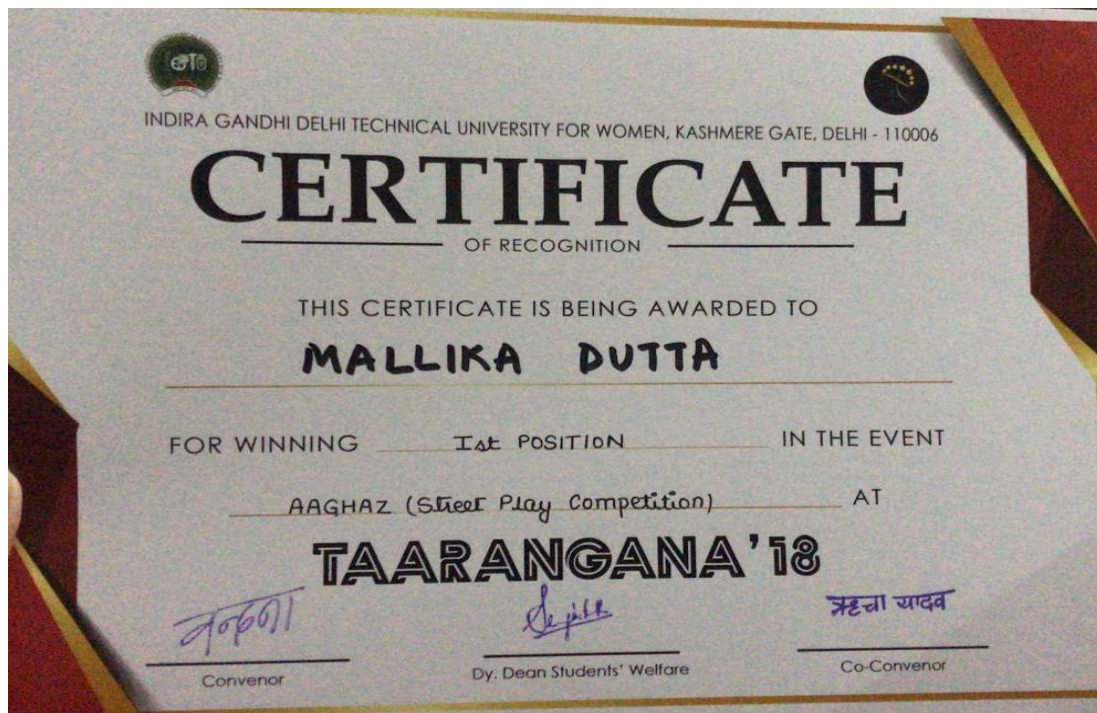 INDIRA GANDHI DELHI TECHNICAL UNIVERSITY FOR WOMEN, KASHMERE GATE, DELHI - 110006
CERTIFICATE
OF RECOGNITION
THIS CERTIFICATE IS BEING AWARDED TO
MALLIKA DUTTA
FOR WINNING Ist POSITION IN THE EVENT
AAGHAZ (Street Play Competition) AT
TAARANGANA'18
ऋचा यादव
Convenor
Dy. Dean Students' Welfare
Co-Convenor